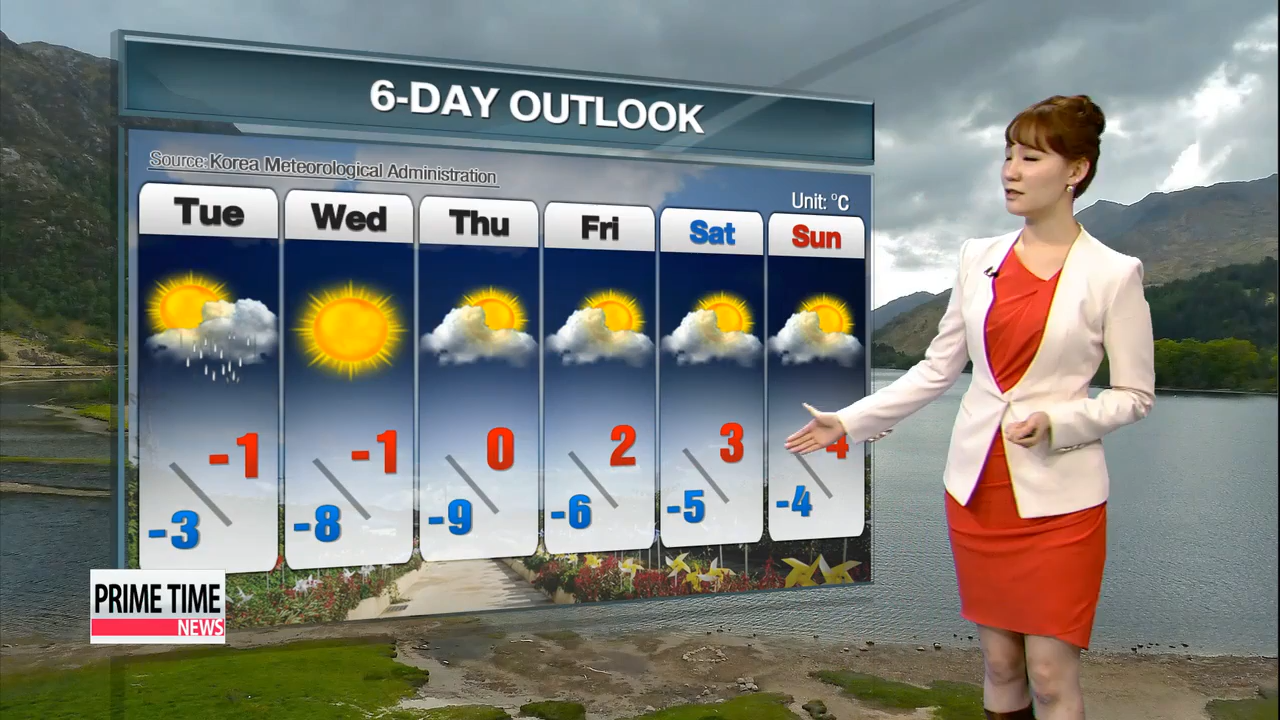 6-DAY OUTLOOK
Source: Korea Meteorological Administration
Unit: °C
Tue Wed Thu Fri Sat Sun
-1 -1 0 2 3 4
-3 -8 -9 -6 -5 -4
PRIME TIME
NEWS